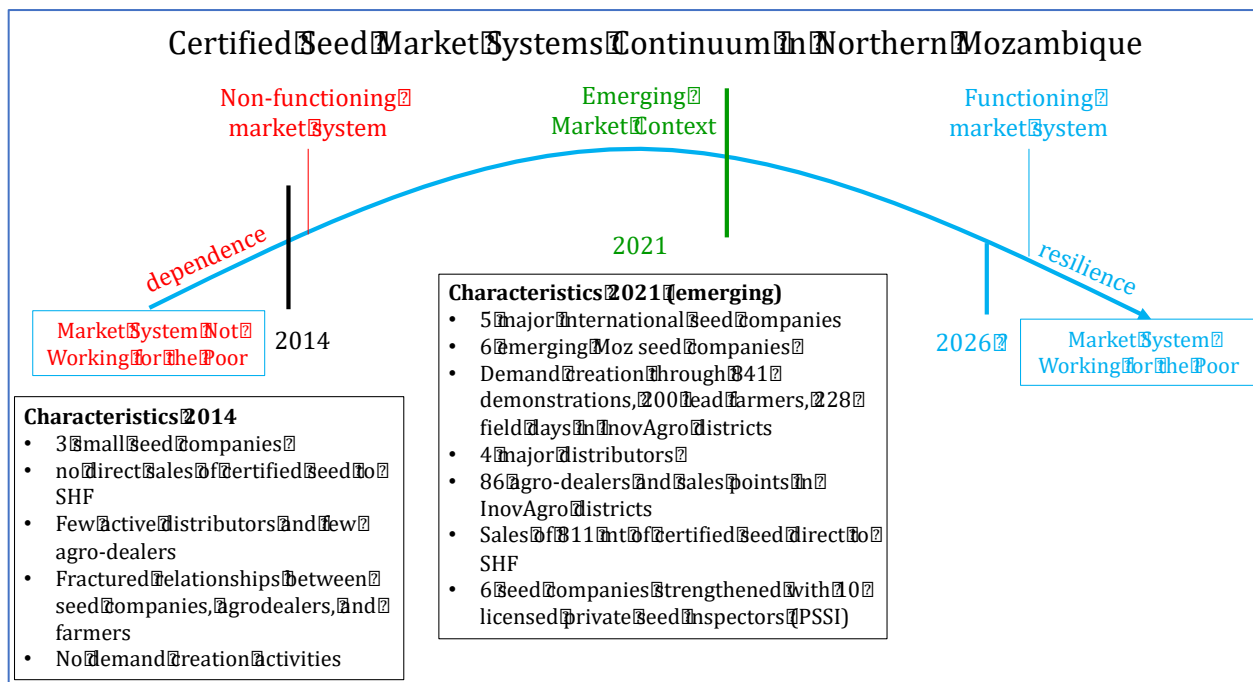 Certified Seed Market Systems Continuum in Northern Mozambique
Non-functioning
market system
Emerging
Market Context
Functioning
market system
dependence
resilience
2014
2021
2026
Market System Not
Working for the Poor
Market System
Working for the Poor
Characteristics 2014
• 3 small seed companies
• no direct sales of certified seed to
SHF
• Few active distributors and few
agro-dealers
• Fractured relationships between
seed companies, agrodealers, and
farmers
• No demand creation activities
Characteristics 2021 (emerging)
• 5 major international seed companies
• 6 emerging Moz seed companies
• Demand creation through 841
demonstrations, 200 lead farmers, 228
field days in InovAgro districts
• 4 major distributors
• 86 agro-dealers and sales points in
InovAgro districts
• Sales of 811 mt of certified seed direct to
SHF
• 6 seed companies strengthened with 10
licensed private seed inspectors (PSSI)